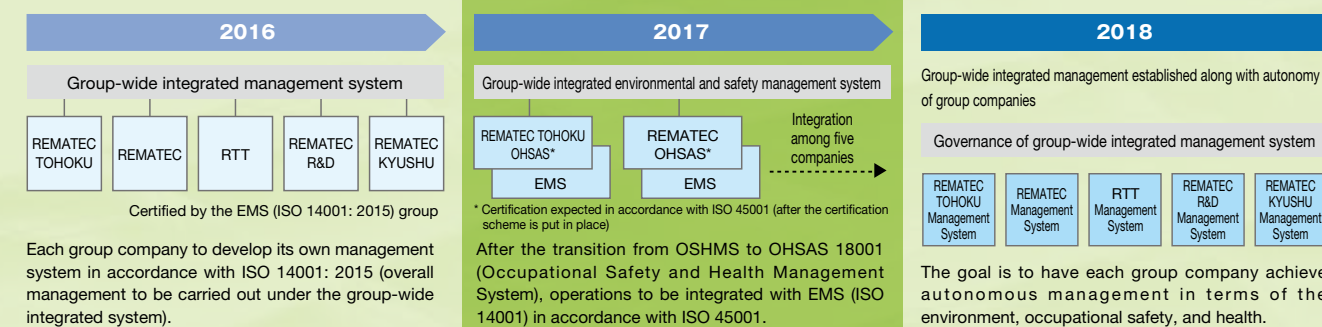 2016
Group-wide integrated management system
REMATEC
TOHOKU
REMATEC
RTT
REMATEC
R&D
REMATEC
KYUSHU
Certified by the EMS (ISO 14001: 2015) group
Each group company to develop its own management
system in accordance with ISO 14001: 2015 (overall
management to be carried out under the group-wide
integrated system).
2017
Group-wide integrated environmental and safety management system
REMATEC TOHOKU
OHSAS*
EMS
REMATEC
OHSAS*
EMS
Integration
among five
companies
* Certification expected in accordance with ISO 45001 (after the certification
scheme is put in place)
After the transition from OSHMS to OHSAS 18001
(Occupational Safety and Health Management
System), operations to be integrated with EMS (ISO
14001) in accordance with ISO 45001.
2018
Group-wide integrated management established along with autonomy
of group companies
Governance of group-wide integrated management system
REMATEC
TOHOKU
Management
System
REMATEC
Management
System
RTT
Management
System
REMATEC
R&D
Management
System
REMATEC
KYUSHU
Management
System
The goal is to have each group company achieve
autonomous management in terms of the
environment, occupational safety, and health.